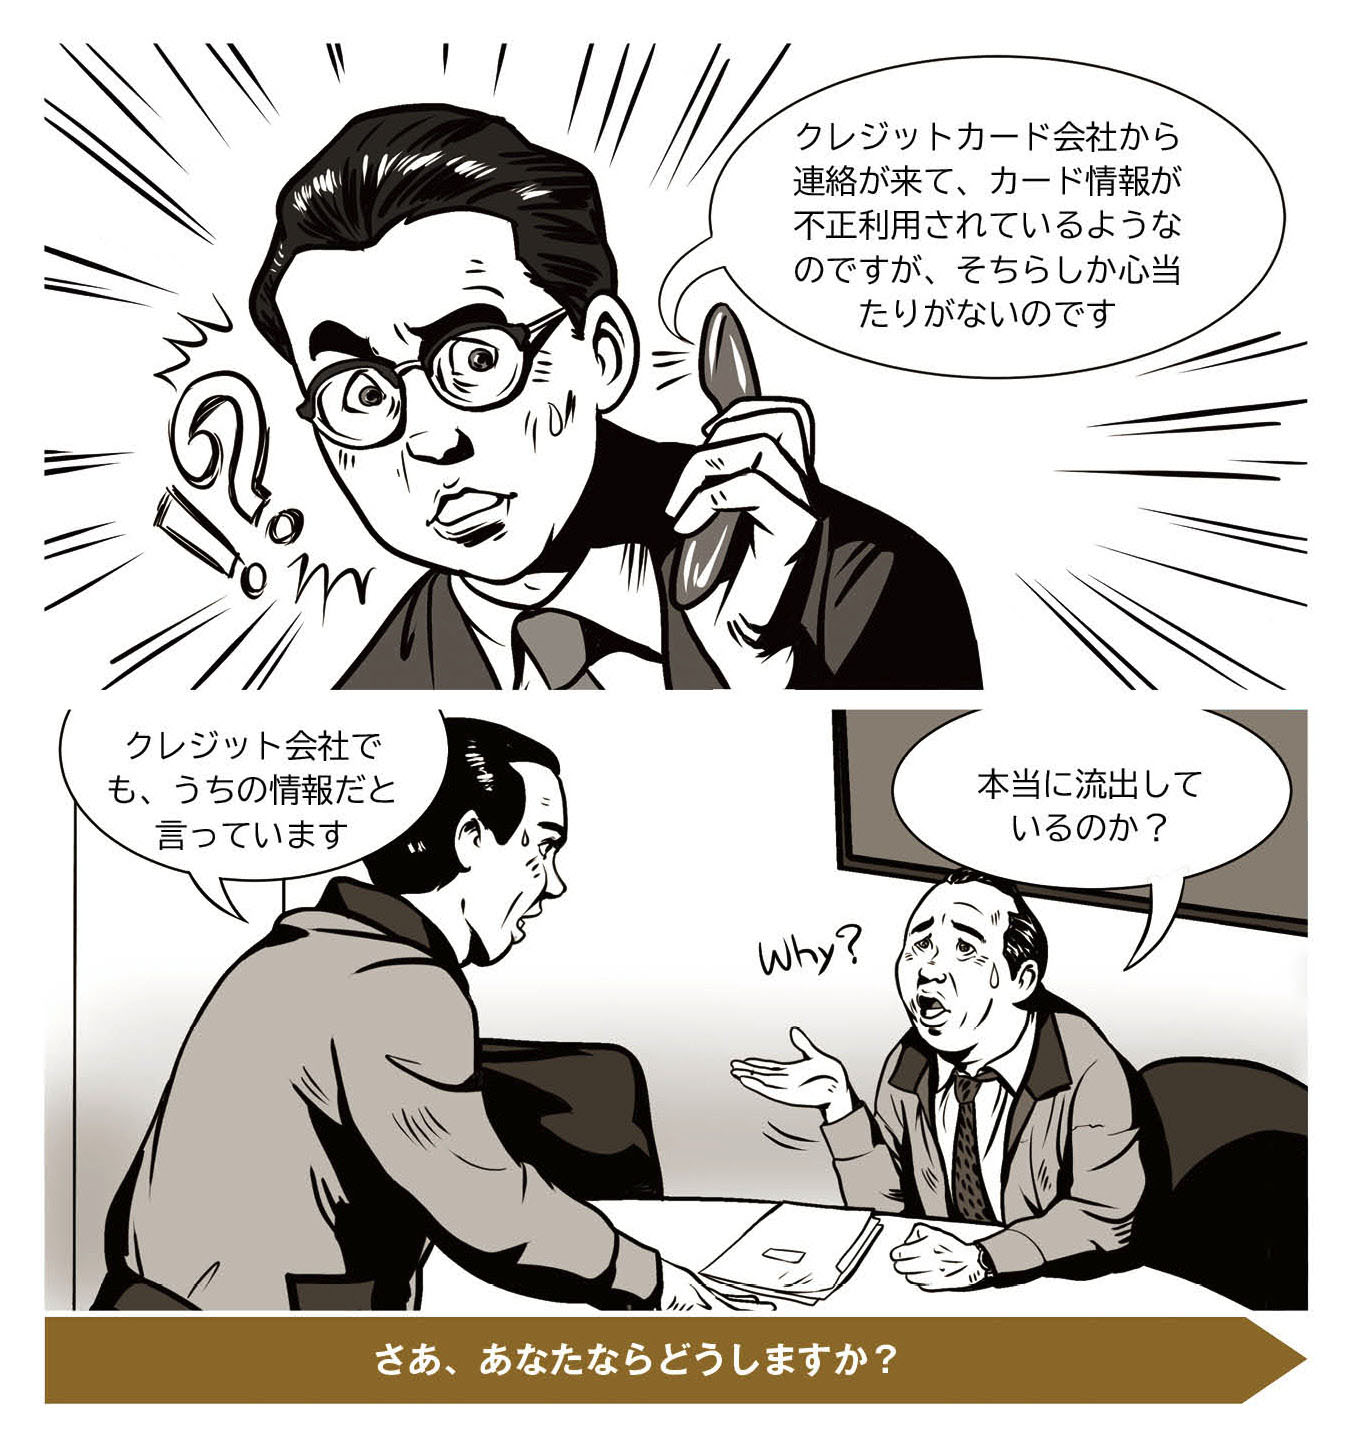 クレジットカード会社から
連絡が来て、カード情報が
不正利用されているような
のですが、そちらしか心当
たりがないのです
?!
クレジット会社で
も、うちの情報だと
言っています
本当に流出して
いるのか？
Why?
さあ、あなたならどうしますか？